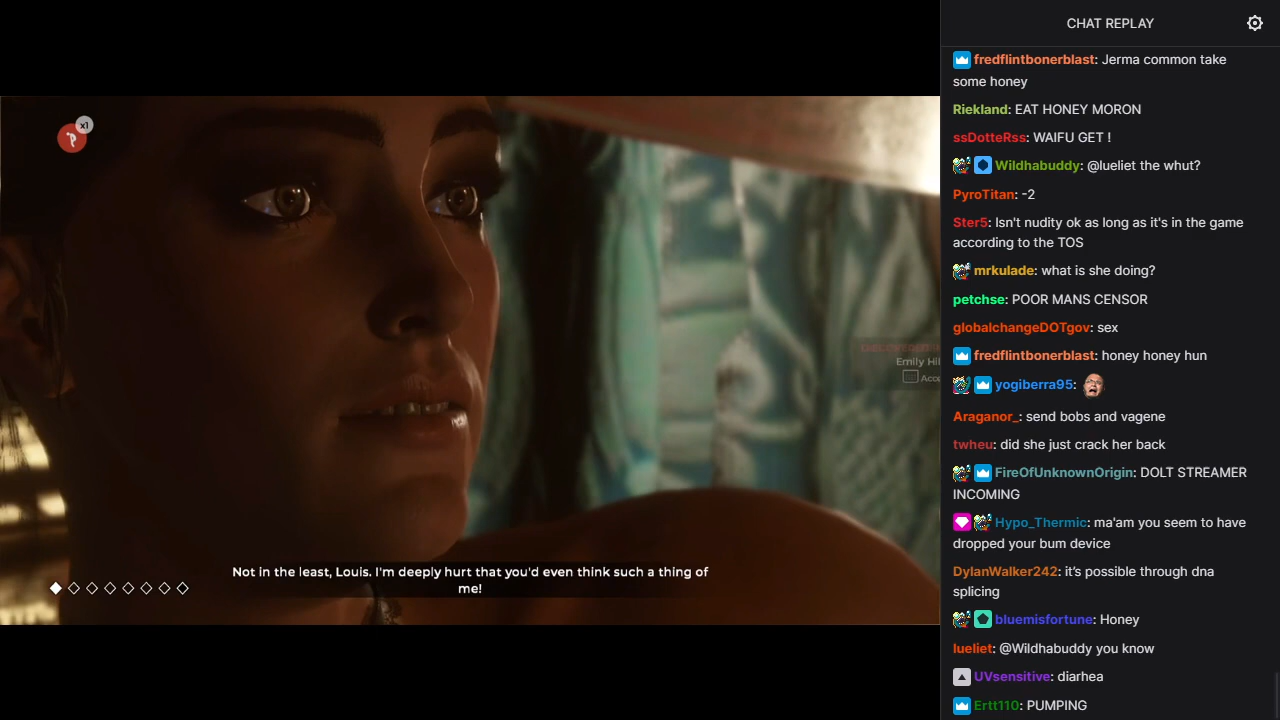 x1
Emily Hil
Acce
Not in the least, Louis. I'm deeply hurt that you'd even think such a thing of
me!
CHAT REPLAY
fredflintbonerblast: Jerma common take
some honey
Riekland: EAT HONEY MORON
ssDotteRss: WAIFU GET !
Wildhabuddy: @lueliet the whut?
PyroTitan: -2
Ster5: Isn't nudity ok as long as it's in the game
according to the TOS
mrkulade: what is she doing?
petchse: POOR MANS CENSOR
globalchangeDOTgov: sex
fredflintbonerblast: honey honey hun
yogiberra95:
Araganor_: send bobs and vagene
twheu: did she just crack her back
FireOfUnknownOrigin: DOLT STREAMER
INCOMING
Hypo_Thermic: ma'am you seem to have
dropped your bum device
DylanWalker242: it's possible through dna
splicing
bluemisfortune: Honey
lueliet: @Wildhabuddy you know
UVsensitive: diarhea
Ertt110: PUMPING